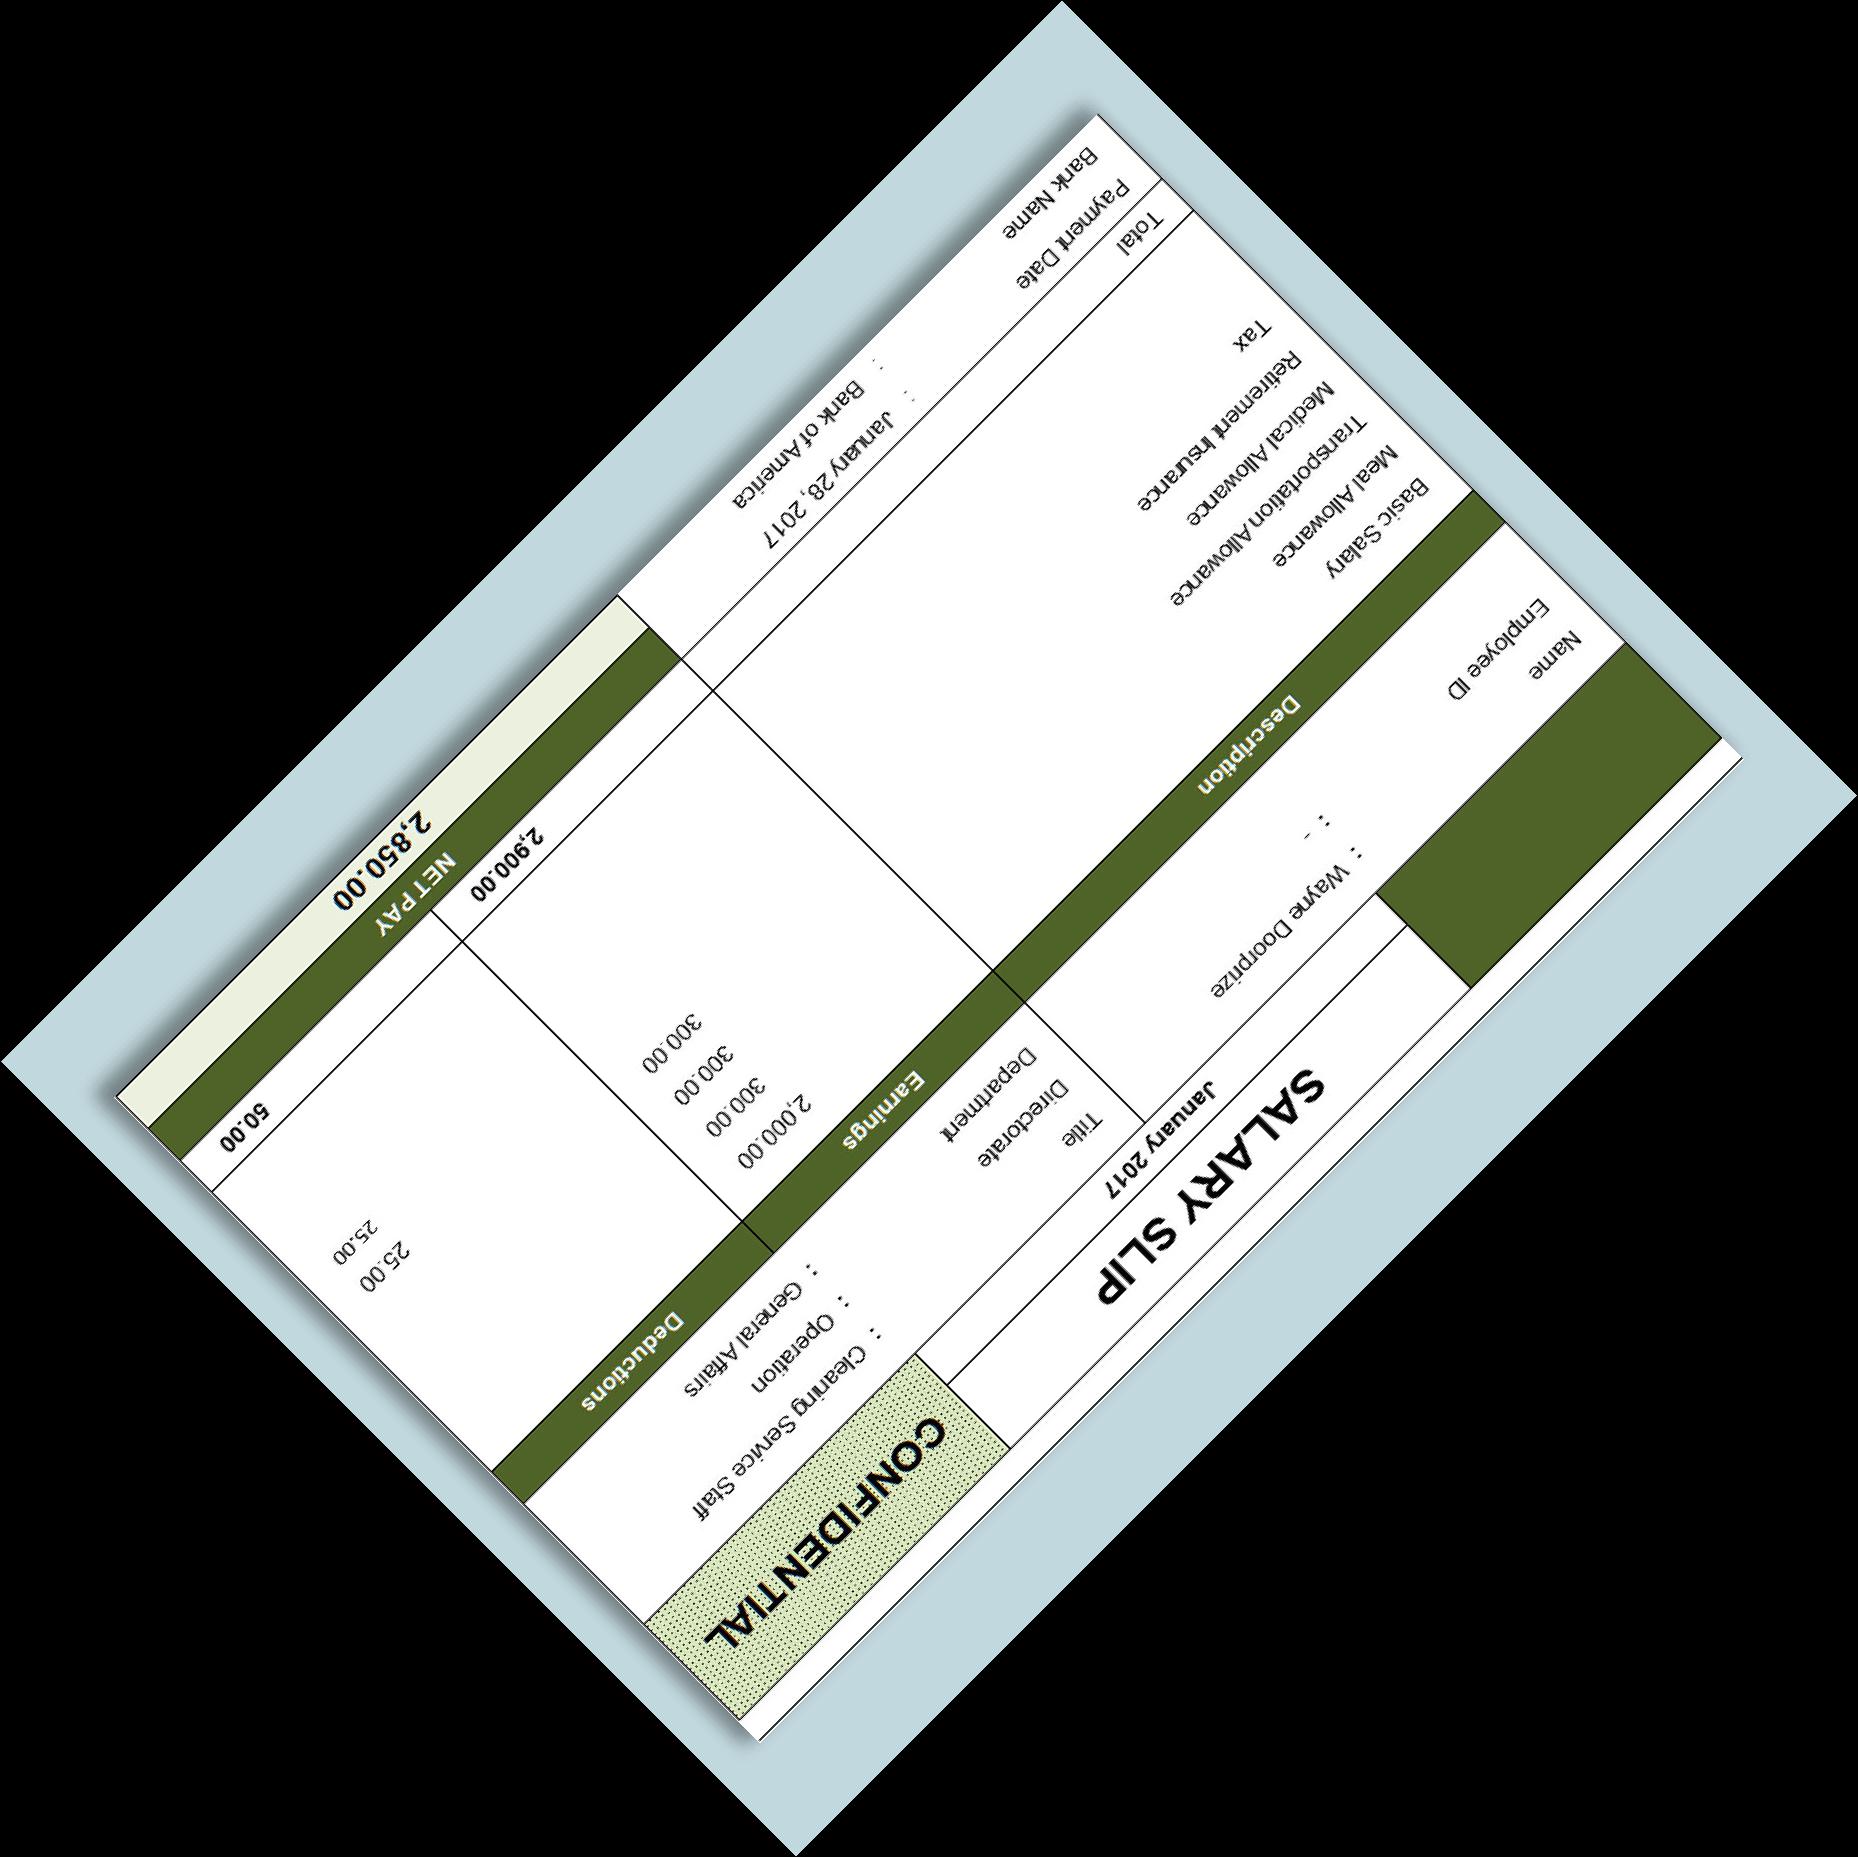 SALARY SLIP CONFIDENTIAL
January 2017
Name : Wayne Doorprize Title : Cleaning Service Staff
Employee ID : - Directorate : Operation
Department : General Affairs
Description Earnings Deductions
Basic Salary 2,000.00
Meal Allowance 300.00
Transportation Allowance 300.00
Medical Allowance 300.00
Retirement Insurance 25.00
Tax 25.00
Total 2,900.00 50.00
Payment Date : January 28, 2017 NET PAY
Bank Name : Bank of America 2,850.00